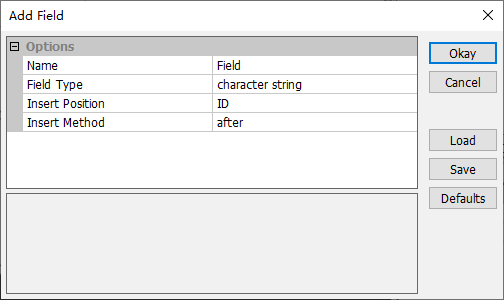 Add Field
Options
Name Field
Field Type character string
Insert Position ID
Insert Method after
Okay
Cancel
Load
Save
Defaults